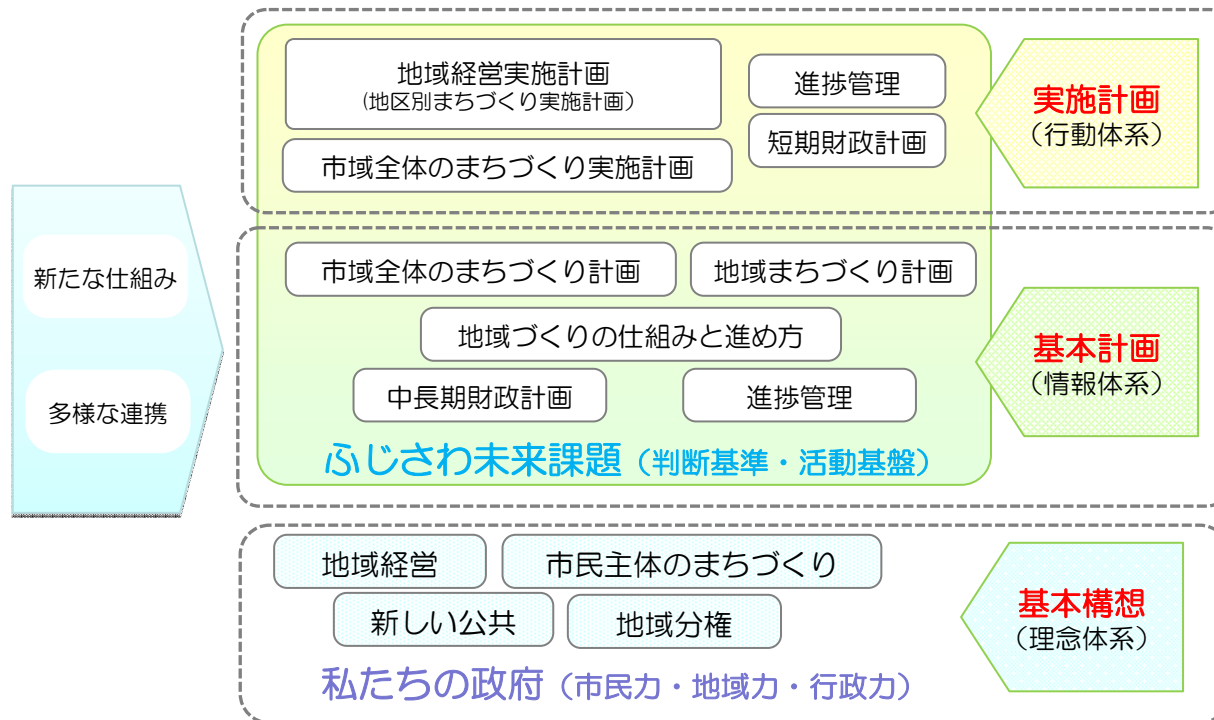 地域経営実施計画
(地区別まちづくり実施計画)
進捗管理
短期財政計画
市域全体のまちづくり実施計画
実施計画
(行動体系)
新たな仕組み
多様な連携
市域全体のまちづくり計画
地域まちづくり計画
地域づくりの仕組みと進め方
中長期財政計画
進捗管理
ふじさわ未来課題(判断基準・活動基盤)
基本計画
(情報体系)
地域経営
市民主体のまちづくり
新しい公共
地域分権
私たちの政府(市民力・地域力・行政力)
基本構想
(理念体系)